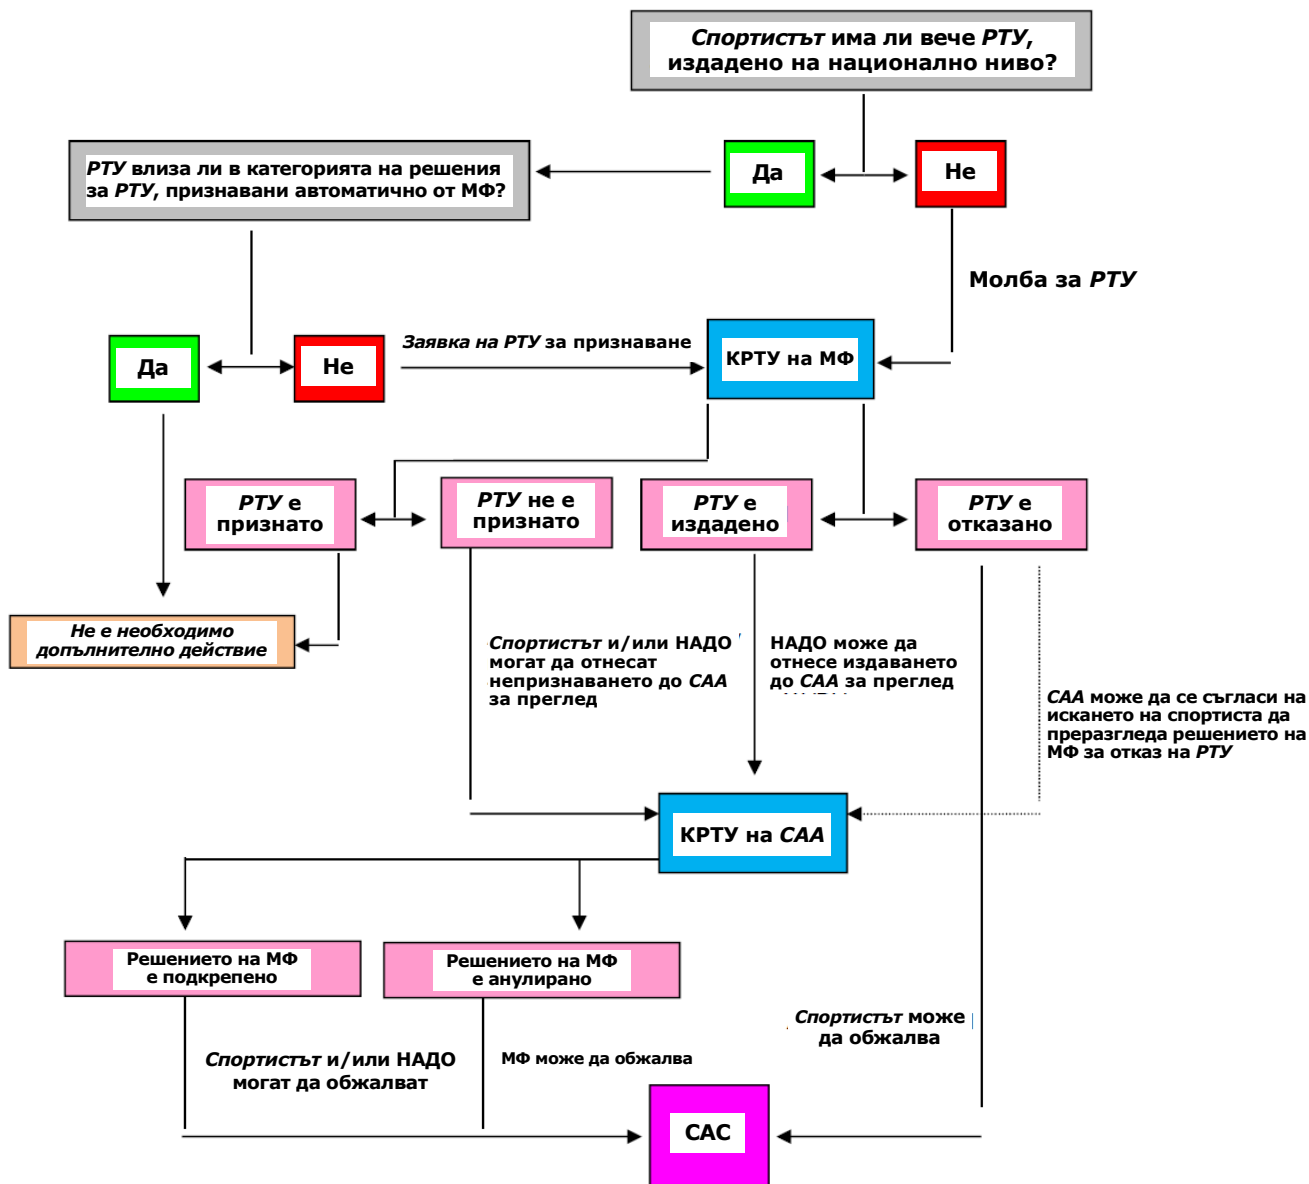 Спортистът има ли вече РТУ,
издадено на национално ниво?
РТУ влиза ли в категорията на решения
за РТУ, признавани автоматично от МФ?
Да
Не
Молба за РТУ
Да
Не
Заявка на РТУ за признаване
КРТУ на МФ
РТУ е
признато
РТУ не е
признато
РТУ е
издадено
РТУ е
отказано
Не е необходимо
допълнително действие
Спортистът и/или НАДО
могат да отнесат
непризнаването до САА
за преглед
НАДО може да
отнесе издаването
до САА за преглед
САА може да се съгласи на
искането на спортиста да
преразгледа решението на
МФ за отказ на РТУ
КРТУ на САА
Решението на МФ
е подкрепено
Решението на МФ
е анулирано
Спортистът може
да обжалва
Спортистът и/или НАДО
могат да обжалват
МФ може да обжалва
САС